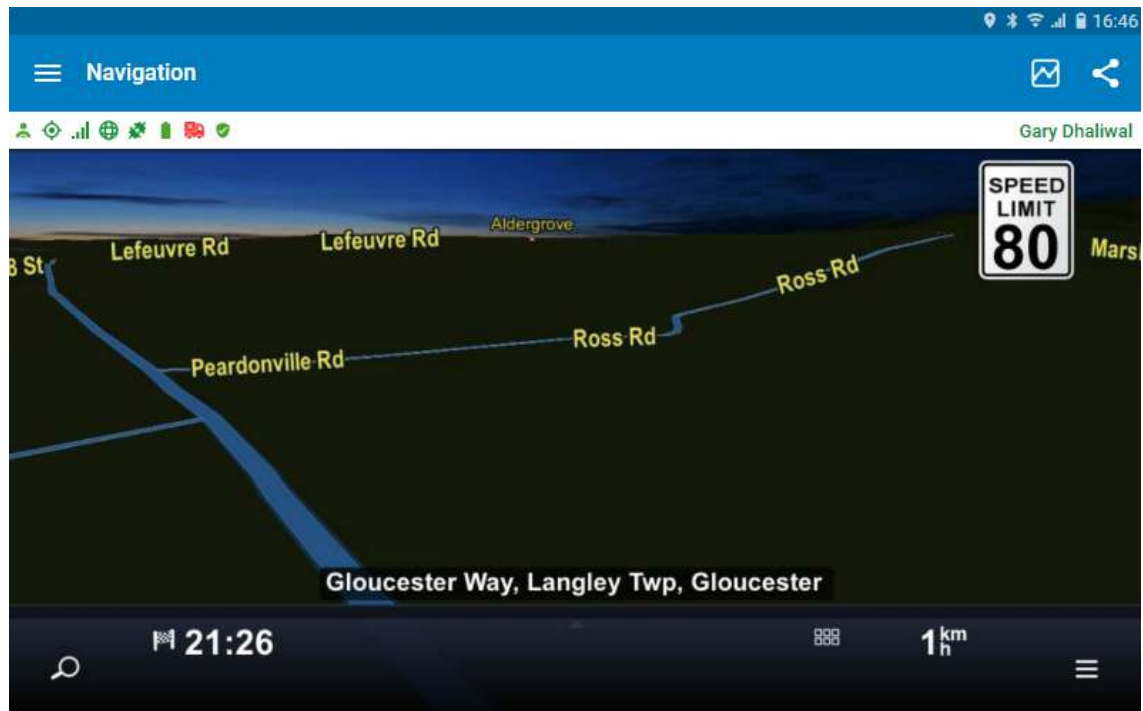 16:46
Navigation
Gary Dhaliwal
SPEED
LIMIT
80
Aldergrove
Lefeuvre Rd
Lefeuvre Rd
St
Ross Rd
Ross Rd
Peardonville Rd
Gloucester Way, Langley Twp, Gloucester
21:26
1 km
h